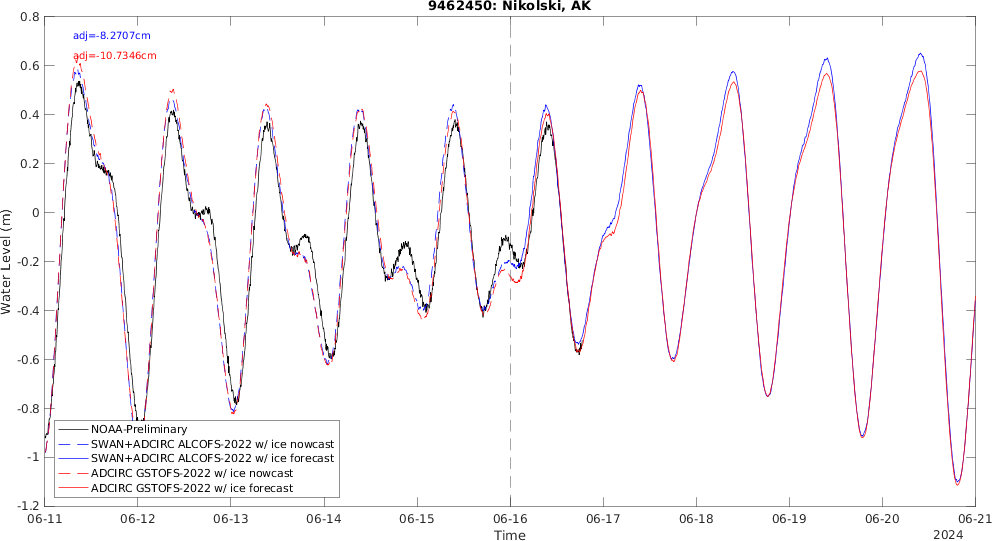 9462450: Nikolski, AK
adj=-8.2707cm
adj=-10.7346cm
Water Level (m)
0.8
0.6
0.4
0.2
0
-0.2
-0.4
-0.6
-0.8
-1
-1.2
NOAA-Preliminary
SWAN+ADCIRC ALCOFS-2022 w/ ice nowcast
SWAN+ADCIRC ALCOFS-2022 w/ ice forecast
ADCIRC GSTOFS-2022 w/ ice nowcast
ADCIRC GSTOFS-2022 w/ ice forecast
06-11 06-12 06-13 06-14 06-15 06-16 06-17 06-18 06-19 06-20 06-21
Time
2024